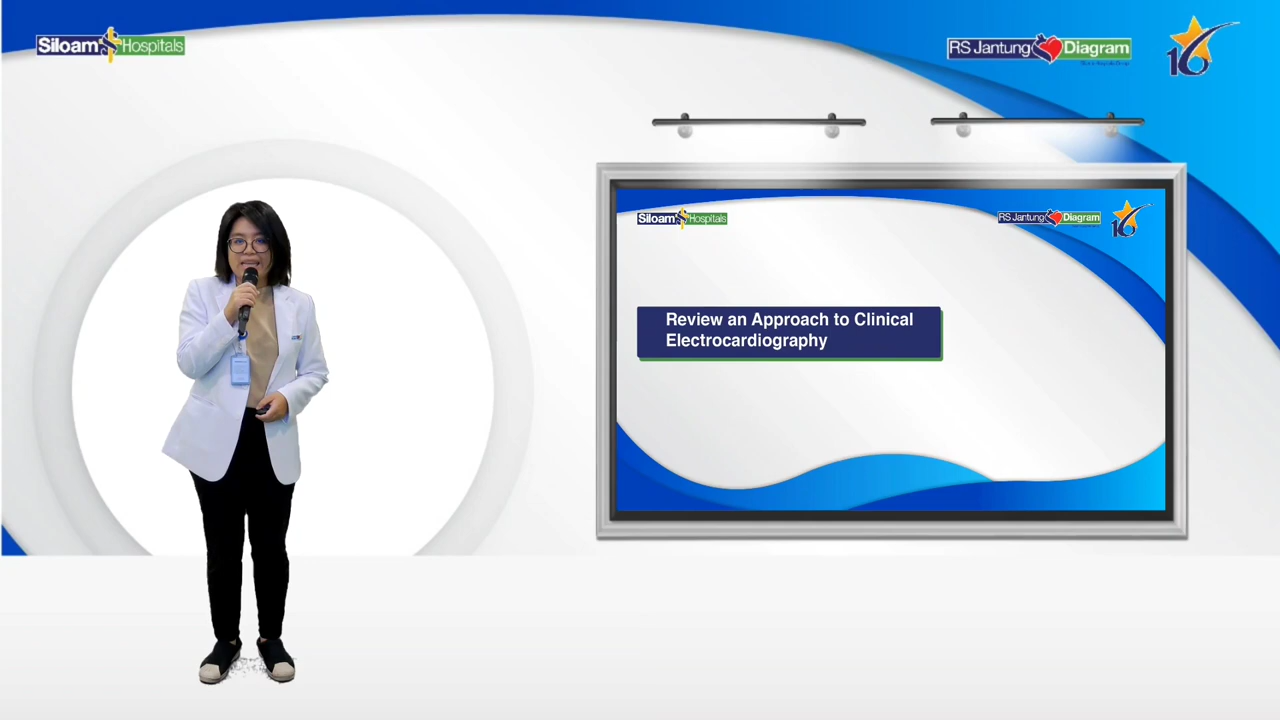 Siloam Hospitals
RS Jantung Diagram
16
Siloam Hospitals
RS Jantung Diagram
16
Review an Approach to Clinical
Electrocardiography